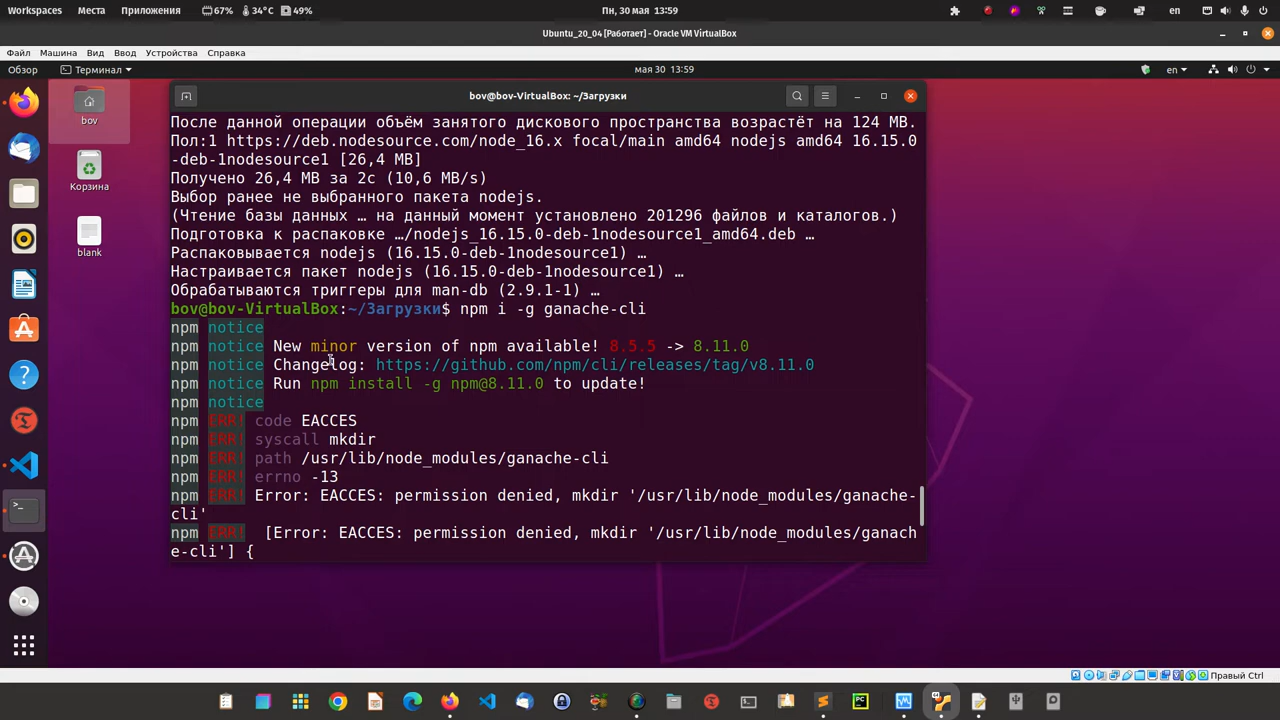 Workspaces Места Приложения 67% 34°C 49% Пн, 30 мая 13:59 en
Ubuntu_20_04 [Работает] - Oracle VM VirtualBox
Файл Машина Вид Ввод Устройства Справка
Обзор Терминал мая 30 13:59 en
bov@bov-VirtualBox: ~/Загрузки
bov
Корзина
blank
После данной операции объём занятого дискового пространства возрастёт на 124 MB.
Пол:1 https://deb.nodesource.com/node_16.x focal/main amd64 nodejs amd64 16.15.0
-deb-1nodesource1 [26,4 MB]
Получено 26,4 MB за 2с (10,6 MB/s)
Выбор ранее не выбранного пакета nodejs.
(Чтение базы данных … на данный момент установлено 201296 файлов и каталогов.)
Подготовка к распаковке …/nodejs_16.15.0-deb-1nodesource1_amd64.deb …
Распаковывается nodejs (16.15.0-deb-1nodesource1) …
Настраивается пакет nodejs (16.15.0-deb-1nodesource1) …
Обрабатываются триггеры для man-db (2.9.1-1) …
bov@bov-VirtualBox:~/Загрузки$ npm i -g ganache-cli
npm notice
npm notice New minor version of npm available! 8.5.5 -> 8.11.0
npm notice Changelog: https://github.com/npm/cli/releases/tag/v8.11.0
npm notice Run npm install -g npm@8.11.0 to update!
npm notice
npm ERR! code EACCES
npm ERR! syscall mkdir
npm ERR! path /usr/lib/node_modules/ganache-cli
npm ERR! errno -13
npm ERR! Error: EACCES: permission denied, mkdir '/usr/lib/node_modules/ganache-
cli'
npm ERR!  [Error: EACCES: permission denied, mkdir '/usr/lib/node_modules/ganach
e-cli'] {
Правый Ctrl